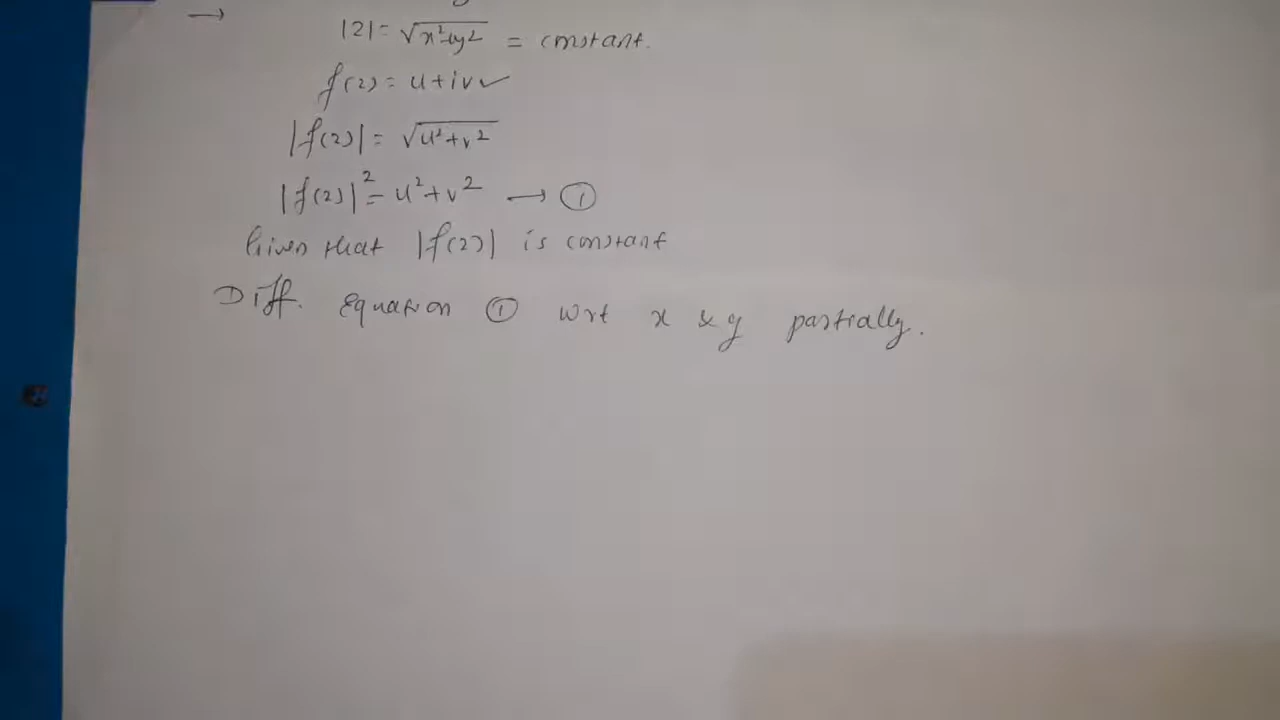 → |z| = √x²+y² = constant.
f(z) = u+iv ✓
|f(z)| = √u²+v²
|f(z)|² = u²+v² → ①
Given that |f(z)| is constant
Diff. Equation ① wrt x & y partially.